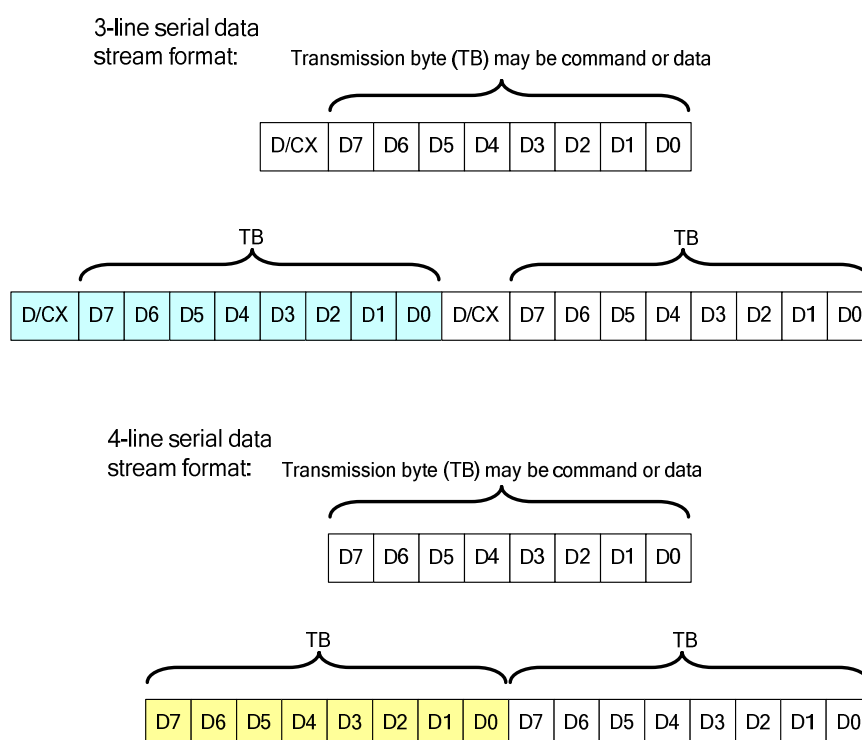 3-line serial data
stream format:
Transmission byte (TB) may be command or data
D/CX D7 D6 D5 D4 D3 D2 D1 D0
TB TB
D/CX D7 D6 D5 D4 D3 D2 D1 D0 D/CX D7 D6 D5 D4 D3 D2 D1 D0
4-line serial data
stream format:
Transmission byte (TB) may be command or data
D7 D6 D5 D4 D3 D2 D1 D0
TB TB
D7 D6 D5 D4 D3 D2 D1 D0 D7 D6 D5 D4 D3 D2 D1 D0